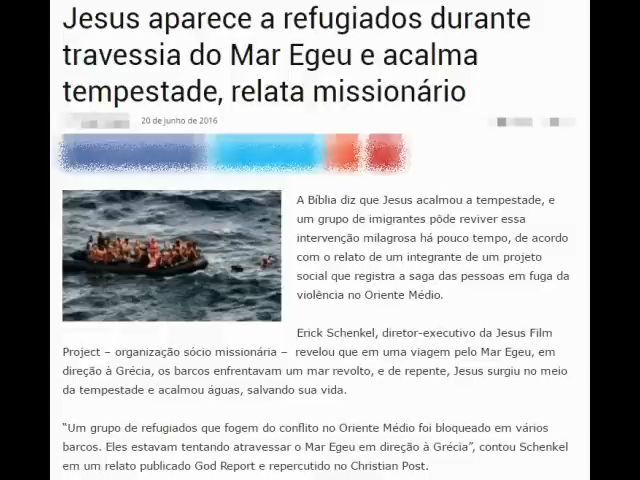 Jesus aparece a refugiados durante
travessia do Mar Egeu e acalma
tempestade, relata missionário
20 de junho de 2016
A Bíblia diz que Jesus acalmou a tempestade, e
um grupo de imigrantes pôde reviver essa
intervenção milagrosa há pouco tempo, de acordo
com o relato de um integrante de um projeto
social que registra a saga das pessoas em fuga da
violência no Oriente Médio.
Erick Schenkel, diretor-executivo da Jesus Film
Project – organização sócio missionária – revelou que em uma viagem pelo Mar Egeu, em
direção à Grécia, os barcos enfrentavam um mar revolto, e de repente, Jesus surgiu no meio
da tempestade e acalmou águas, salvando sua vida.
“Um grupo de refugiados que fogem do conflito no Oriente Médio foi bloqueado em vários
barcos. Eles estavam tentando atravessar o Mar Egeu em direção à Grécia”, contou Schenkel
em um relato publicado God Report e repercutido no Christian Post.